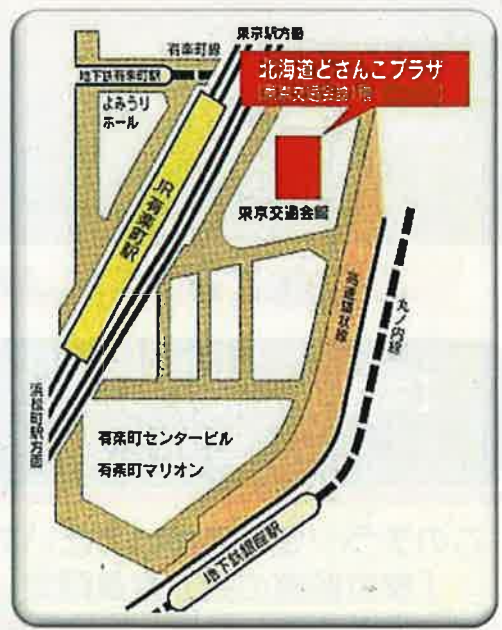 東京駅方面
有楽町線
地下鉄有楽町駅
北海道どさんこプラザ
よみうり
ホール
JR有楽町駅
東京交通会館
高速環状線
丸ノ内線
浜松町駅方面
有楽町センタービル
有楽町マリオン
地下鉄銀座駅